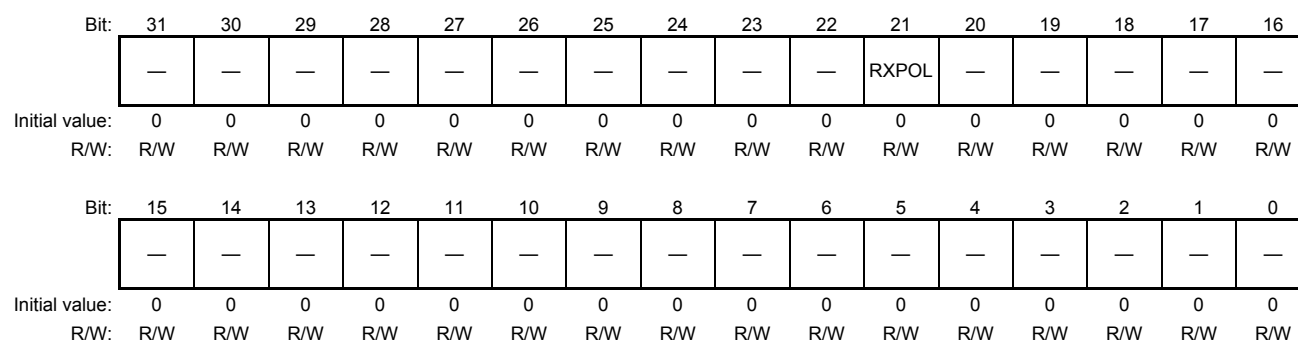 Bit: 31 30 29 28 27 26 25 24 23 22 21 20 19 18 17 16
— — — — — — — — — — RXPOL — — — — —
Initial value: 0 0 0 0 0 0 0 0 0 0 0 0 0 0 0 0
R/W: R/W R/W R/W R/W R/W R/W R/W R/W R/W R/W R/W R/W R/W R/W R/W R/W
Bit: 15 14 13 12 11 10 9 8 7 6 5 4 3 2 1 0
— — — — — — — — — — — — — — — —
Initial value: 0 0 0 0 0 0 0 0 0 0 0 0 0 0 0 0
R/W: R/W R/W R/W R/W R/W R/W R/W R/W R/W R/W R/W R/W R/W R/W R/W R/W